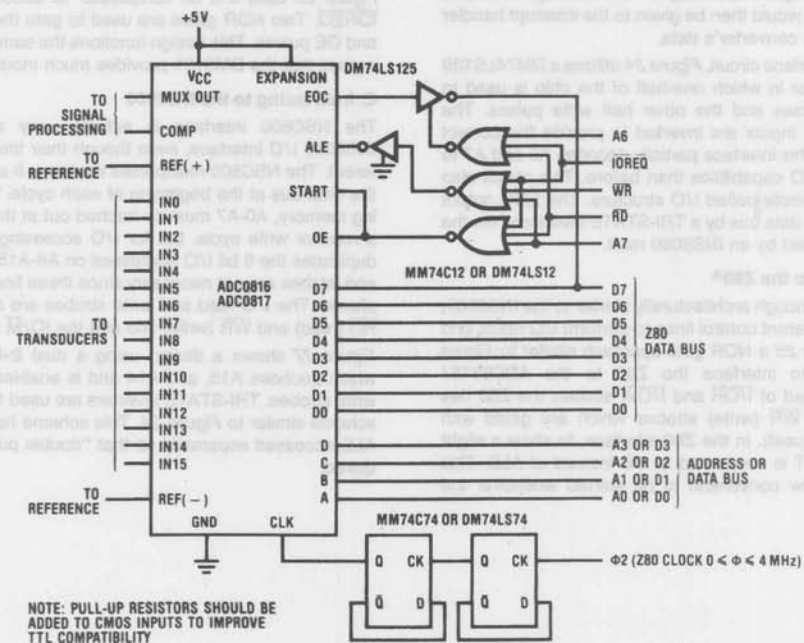 +5V
VCC
EXPANSION
DM74LS125
TO
SIGNAL
PROCESSING
MUX OUT
COMP
EOC
ALE
START
OE
A6
IOREQ
WR
RD
A7
MM74C12 OR DM74LS12
TO
REFERENCE
REF(+)
IN0
IN1
IN2
IN3
IN4
IN5
IN6
IN7
IN8
IN9
IN10
IN11
IN12
IN13
IN14
IN15
TO
TRANSDUCERS
ADC0816
ADC0817
D7
D6
D5
D4
D3
D2
D1
D0
D
C
B
A
D7
D6
D5
D4
D3
D2
D1
D0
Z80
DATA BUS
A3 OR D3
A2 OR D2
A1 OR D1
A0 OR D0
ADDRESS OR
DATA BUS
TO
REFERENCE
REF(−)
GND
CLK
MM74C74 OR DM74LS74
Q CK
Q̄ D
Q CK
Q̄ D
Φ2 (Z80 CLOCK 0 ≤ Φ ≤ 4 MHz)
NOTE: PULL-UP RESISTORS SHOULD BE
ADDED TO CMOS INPUTS TO IMPROVE
TTL COMPATIBILITY